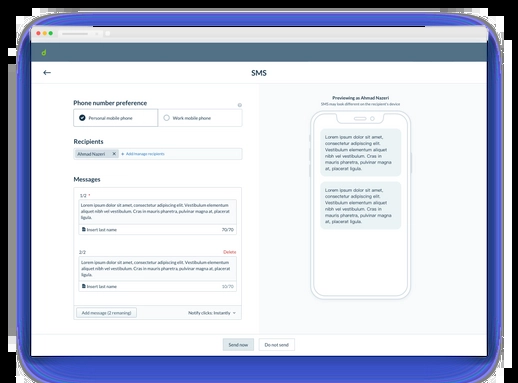 SMS
Phone number preference
Personal mobile phone
Work mobile phone
Recipients
Ahmad Nazeri ×
+ Add/manage recipients
Messages
1/2 *
Lorem ipsum dolor sit amet, consectetur adipiscing elit. Vestibulum elementum
aliquet nibh vel vestibulum. Cras in mauris pharetra, pulvinar magna at, placerat
ligula.
Insert last name
70/70
2/2
Delete
Lorem ipsum dolor sit amet, consectetur adipiscing elit. Vestibulum elementum
aliquet nibh vel vestibulum. Cras in mauris pharetra, pulvinar magna at, placerat
ligula.
Insert last name
10/70
Add message (2 remaning)
Notify clicks: Instantly
Previewing as Ahmad Nazeri
SMS may look different on the recipient's device
Lorem ipsum dolor sit amet,
consectetur adipiscing elit.
Vestibulum elementum aliquet
nibh vel vestibulum. Cras in
mauris pharetra, pulvinar magna
at, placerat ligula.
Lorem ipsum dolor sit amet,
consectetur adipiscing elit.
Vestibulum elementum aliquet
nibh vel vestibulum. Cras in
mauris pharetra, pulvinar magna
at, placerat ligula.
Send now
Do not send